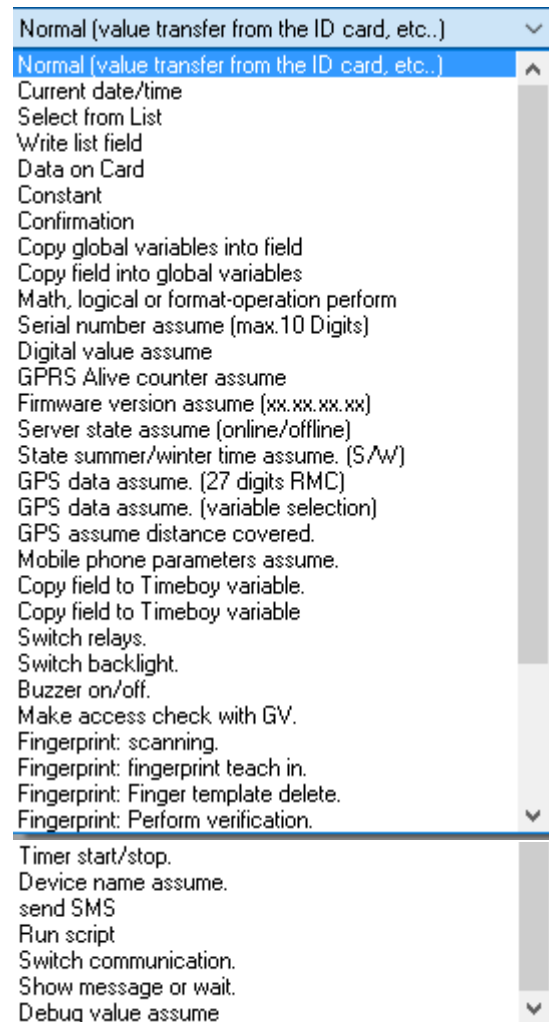 Normal (value transfer from the ID card, etc..)
Normal (value transfer from the ID card, etc..)
Current date/time
Select from List
Write list field
Data on Card
Constant
Confirmation
Copy global variables into field
Copy field into global variables
Math, logical or format-operation perform
Serial number assume (max.10 Digits)
Digital value assume
GPRS Alive counter assume
Firmware version assume (xx.xx.xx.xx)
Server state assume (online/offline)
State summer/winter time assume. (S/W)
GPS data assume. (27 digits RMC)
GPS data assume. (variable selection)
GPS assume distance covered.
Mobile phone parameters assume.
Copy field to Timeboy variable.
Copy field to Timeboy variable
Switch relays.
Switch backlight.
Buzzer on/off.
Make access check with GV.
Fingerprint: scanning.
Fingerprint: fingerprint teach in.
Fingerprint: Finger template delete.
Fingerprint: Perform verification.
Timer start/stop.
Device name assume.
send SMS
Run script
Switch communication.
Show message or wait.
Debug value assume